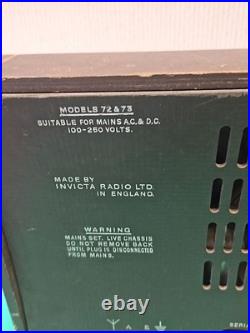 MODELS 72 & 73
SUITABLE FOR MAINS A.C. & D.C.
100-250 VOLTS.
MADE BY
INVICTA RADIO LTD.
IN ENGLAND.
WARNING
MAINS SET. LIVE CHASSIS
DO NOT REMOVE BACK
UNTIL PLUG IS DISCONNECTED
FROM MAINS.
A E
SERI